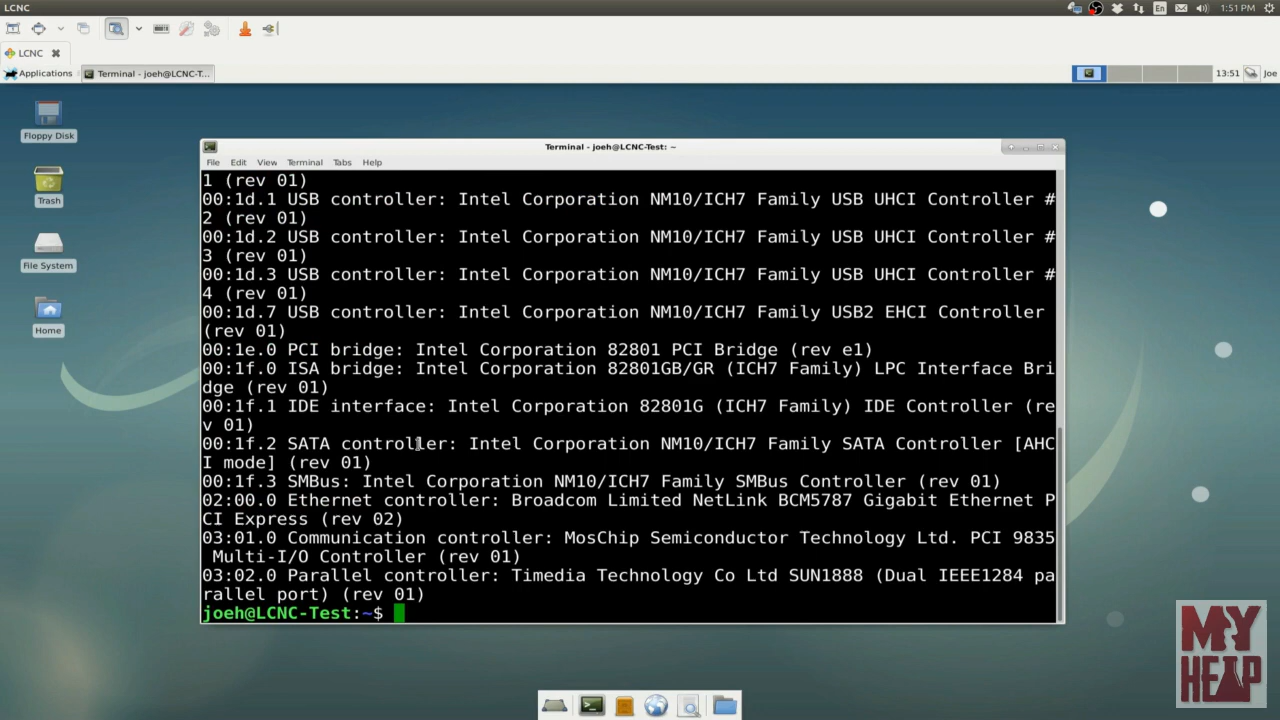 LCNC
En
1:51 PM
LCNC
Applications
Terminal - joeh@LCNC-T...
13:51
Joe
Floppy Disk
Trash
File System
Home
Terminal - joeh@LCNC-Test: ~
File Edit View Terminal Tabs Help
1 (rev 01)
00:1d.1 USB controller: Intel Corporation NM10/ICH7 Family USB UHCI Controller #
2 (rev 01)
00:1d.2 USB controller: Intel Corporation NM10/ICH7 Family USB UHCI Controller #
3 (rev 01)
00:1d.3 USB controller: Intel Corporation NM10/ICH7 Family USB UHCI Controller #
4 (rev 01)
00:1d.7 USB controller: Intel Corporation NM10/ICH7 Family USB2 EHCI Controller
(rev 01)
00:1e.0 PCI bridge: Intel Corporation 82801 PCI Bridge (rev e1)
00:1f.0 ISA bridge: Intel Corporation 82801GB/GR (ICH7 Family) LPC Interface Bri
dge (rev 01)
00:1f.1 IDE interface: Intel Corporation 82801G (ICH7 Family) IDE Controller (re
v 01)
00:1f.2 SATA controller: Intel Corporation NM10/ICH7 Family SATA Controller [AHC
I mode] (rev 01)
00:1f.3 SMBus: Intel Corporation NM10/ICH7 Family SMBus Controller (rev 01)
02:00.0 Ethernet controller: Broadcom Limited NetLink BCM5787 Gigabit Ethernet P
CI Express (rev 02)
03:01.0 Communication controller: MosChip Semiconductor Technology Ltd. PCI 9835
Multi-I/O Controller (rev 01)
03:02.0 Parallel controller: Timedia Technology Co Ltd SUN1888 (Dual IEEE1284 pa
rallel port) (rev 01)
joeh@LCNC-Test:~$
MY
HEAP